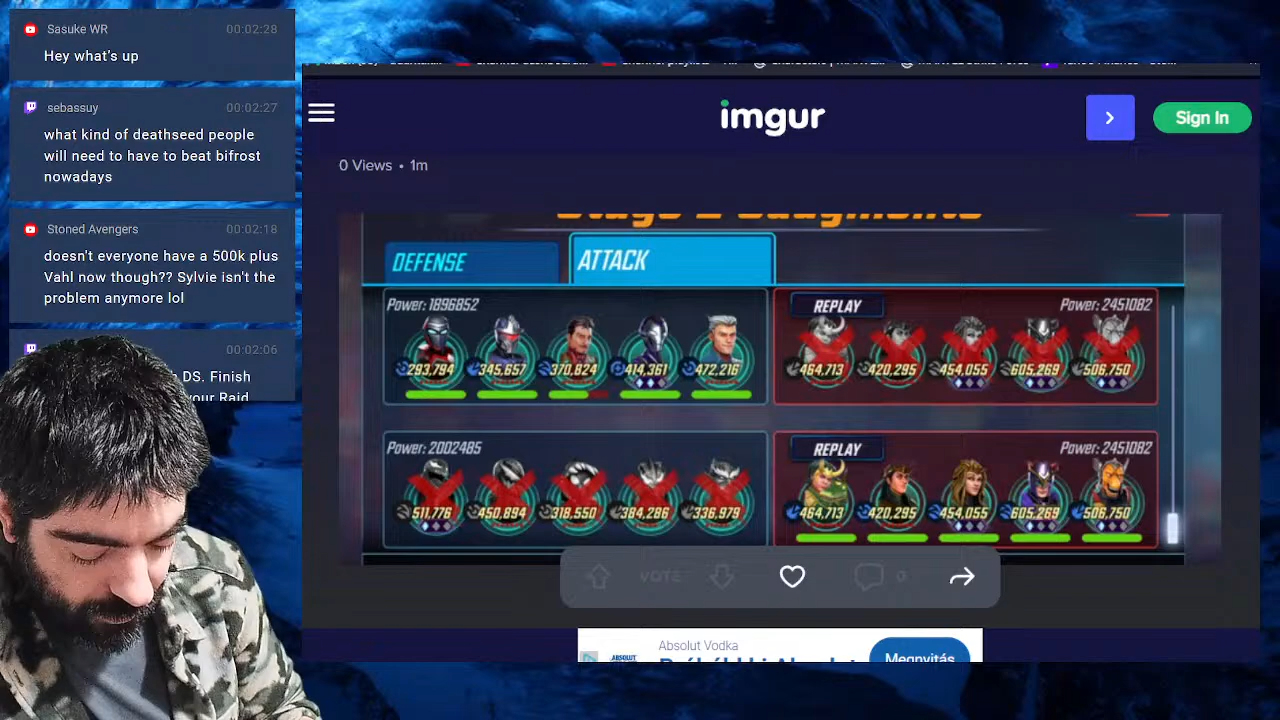 Sasuke WR 00:02:28
Hey what's up
sebassuy 00:02:27
what kind of deathseed people
will need to have to beat bifrost
nowadays
Stoned Avengers 00:02:18
doesn't everyone have a 500k plus
Vahl now though?? Sylvie isn't the
problem anymore lol
00:02:06
DS. Finish
your Raid
imgur
Sign In
0 Views • 1m
DEFENSE
ATTACK
Power: 1896852
REPLAY
Power: 2451082
293,794 345,657 370,824 414,361 472,216
464,713 420,295 454,055 605,269 506,750
Power: 2002485
REPLAY
Power: 2451082
511,776 450,894 318,550 384,286 336,979
464,713 420,295 454,055 605,269 506,750
VOTE 0
Absolut Vodka
ABSOLUT
Megnyitás